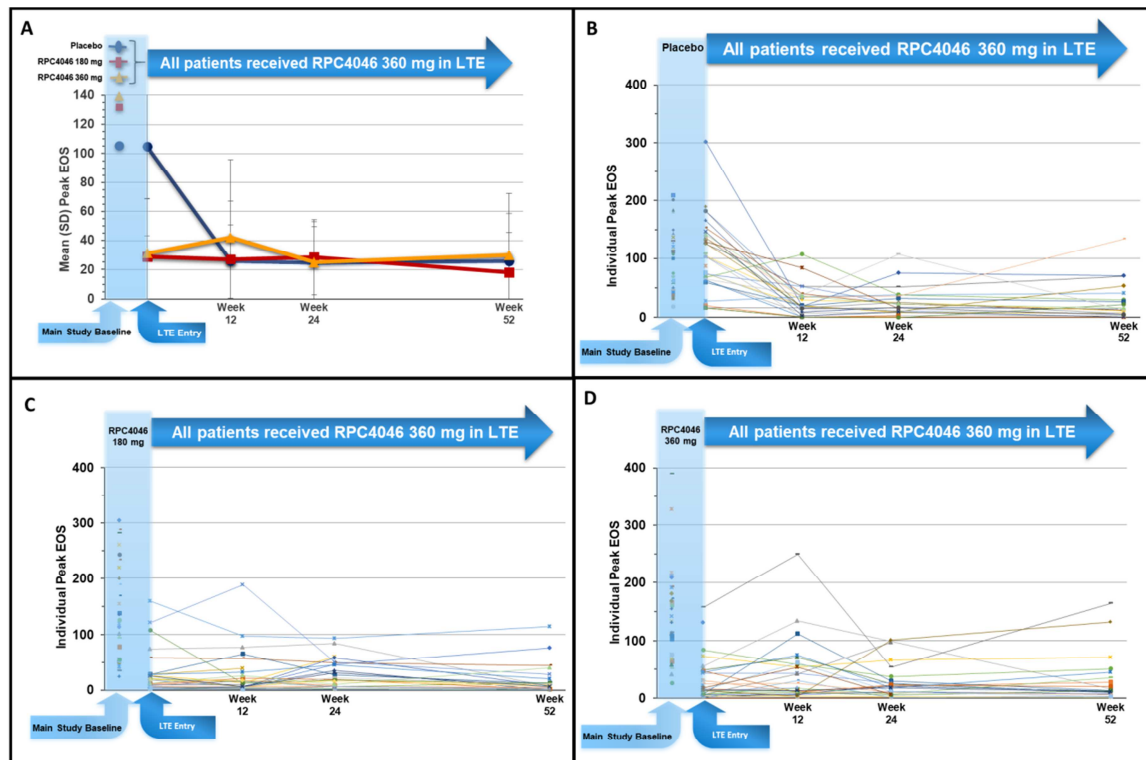 A
Placebo
RPC4046 180 mg
RPC4046 360 mg
All patients received RPC4046 360 mg in LTE
Mean (SD) Peak EOS
140
120
100
80
60
40
20
0
Week
12
Week
24
Week
52
Main Study Baseline
LTE Entry
B
Placebo
All patients received RPC4046 360 mg in LTE
Individual Peak EOS
400
300
200
100
0
Week
12
Week
24
Week
52
Main Study Baseline
LTE Entry
C
RPC4046
180 mg
All patients received RPC4046 360 mg in LTE
Individual Peak EOS
400
300
200
100
0
Week
12
Week
24
Week
52
Main Study Baseline
LTE Entry
D
RPC4046
360 mg
All patients received RPC4046 360 mg in LTE
Individual Peak EOS
400
300
200
100
0
Week
12
Week
24
Week
52
Main Study Baseline
LTE Entry